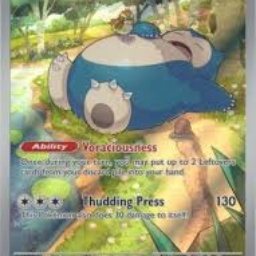 Ability Voraciousness
Once during your turn, you may put up to 2 Leftovers
cards from your discard pile into your hand.
Thudding Press 130
This Pokémon also does 30 damage to itself.